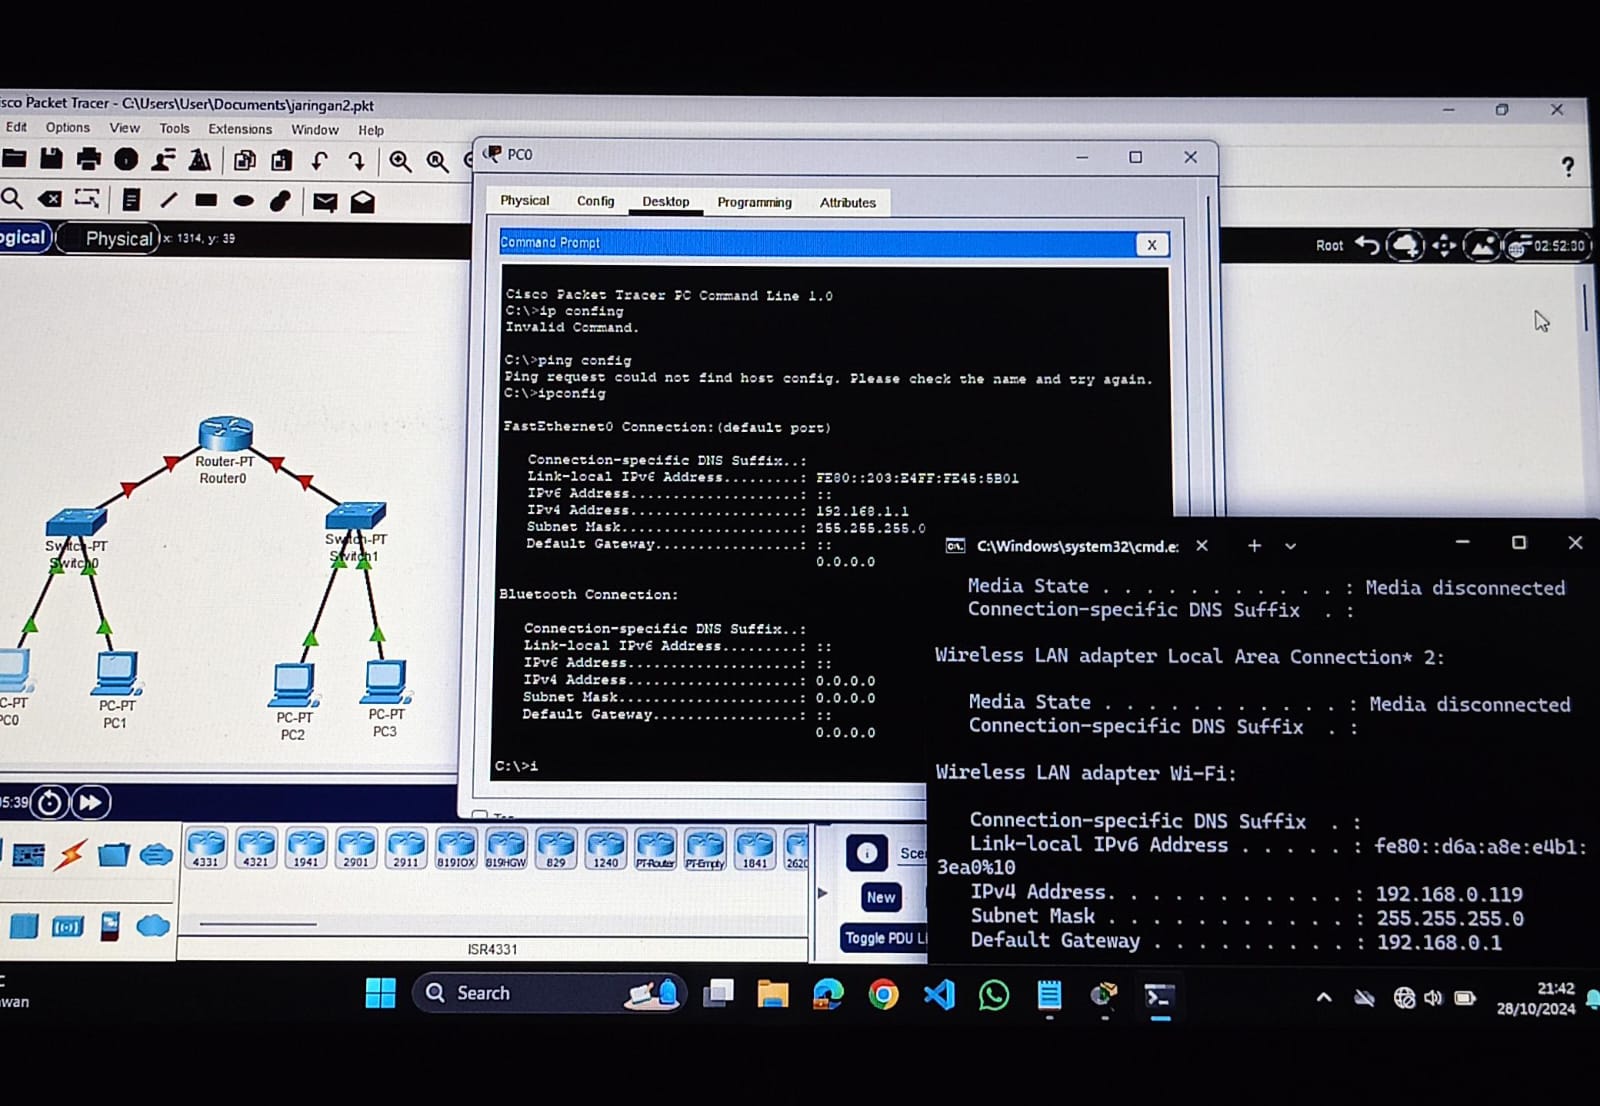 isco Packet Tracer - C:\Users\User\Documents\jaringan2.pkt
Edit Options View Tools Extensions Window Help
?
ogical Physical x: 1314, y: 39
Root 02:52:00
PC0
Physical Config Desktop Programming Attributes
Command Prompt X
Cisco Packet Tracer PC Command Line 1.0
C:\>ip confing
Invalid Command.
C:\>ping config
Ping request could not find host config. Please check the name and try again.
C:\>ipconfig
FastEthernet0 Connection:(default port)
Connection-specific DNS Suffix..:
Link-local IPv6 Address.........: FE80::203:E4FF:FE45:5B01
IPv6 Address....................: ::
IPv4 Address....................: 192.168.1.1
Subnet Mask.....................: 255.255.255.0
Default Gateway.................: ::
0.0.0.0
Bluetooth Connection:
Connection-specific DNS Suffix..:
Link-local IPv6 Address.........: ::
IPv6 Address....................: ::
IPv4 Address....................: 0.0.0.0
Subnet Mask.....................: 0.0.0.0
Default Gateway.................: ::
0.0.0.0
C:\>i
Router-PT
Router0
Switch-PT
Switch0
Switch-PT
Switch1
C-PT
PC0
PC-PT
PC1
PC-PT
PC2
PC-PT
PC3
C:\Windows\system32\cmd.e:
Media State . . . . . . . . . . . : Media disconnected
Connection-specific DNS Suffix . :
Wireless LAN adapter Local Area Connection* 2:
Media State . . . . . . . . . . . : Media disconnected
Connection-specific DNS Suffix . :
Wireless LAN adapter Wi-Fi:
Connection-specific DNS Suffix . :
Link-local IPv6 Address . . . . . : fe80::d6a:a8e:e4b1:
3ea0%10
IPv4 Address. . . . . . . . . . . : 192.168.0.119
Subnet Mask . . . . . . . . . . . : 255.255.255.0
Default Gateway . . . . . . . . . : 192.168.0.1
5:39
4331 4321 1941 2901 2911 819IOX 819HGW 829 1240 PT-Router PT-Empty 1841 2620
Sce
New
Toggle PDU Li
ISR4331
wan
Search
21:42
28/10/2024